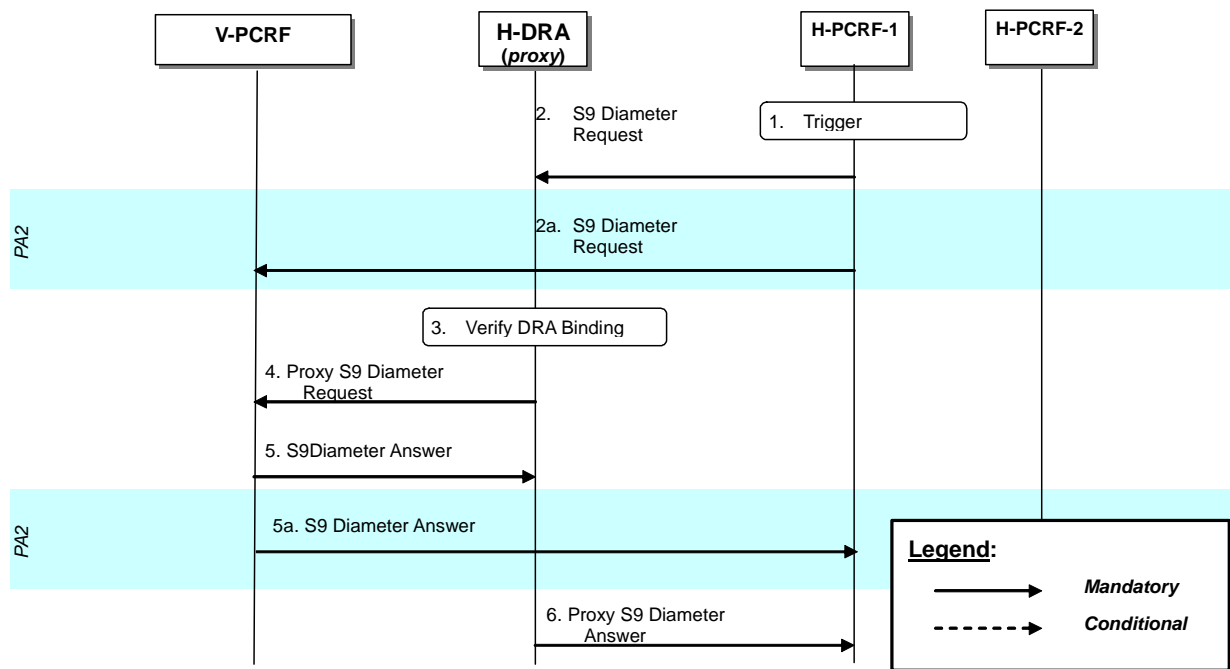 V-PCRF
H-DRA
(proxy)
H-PCRF-1
H-PCRF-2
1. Trigger
2. S9 Diameter
Request
PA2
2a. S9 Diameter
Request
3. Verify DRA Binding
4. Proxy S9 Diameter
Request
5. S9Diameter Answer
PA2
5a. S9 Diameter Answer
6. Proxy S9 Diameter
Answer
Legend:
Mandatory
Conditional